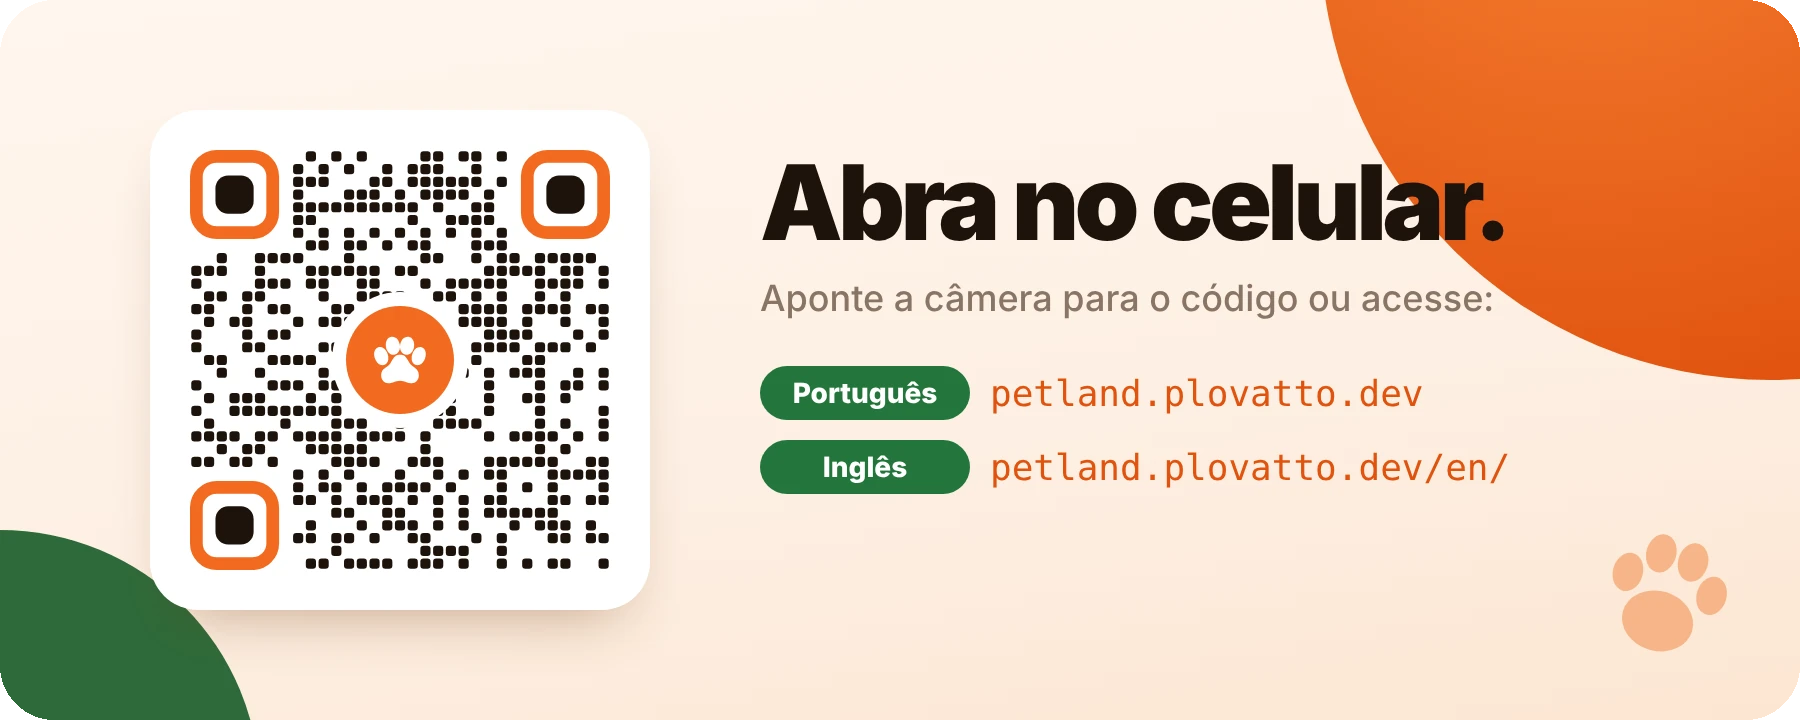 Abra no celular.
Aponte a câmera para o código ou acesse:
Português petland.plovatto.dev
Inglês petland.plovatto.dev/en/